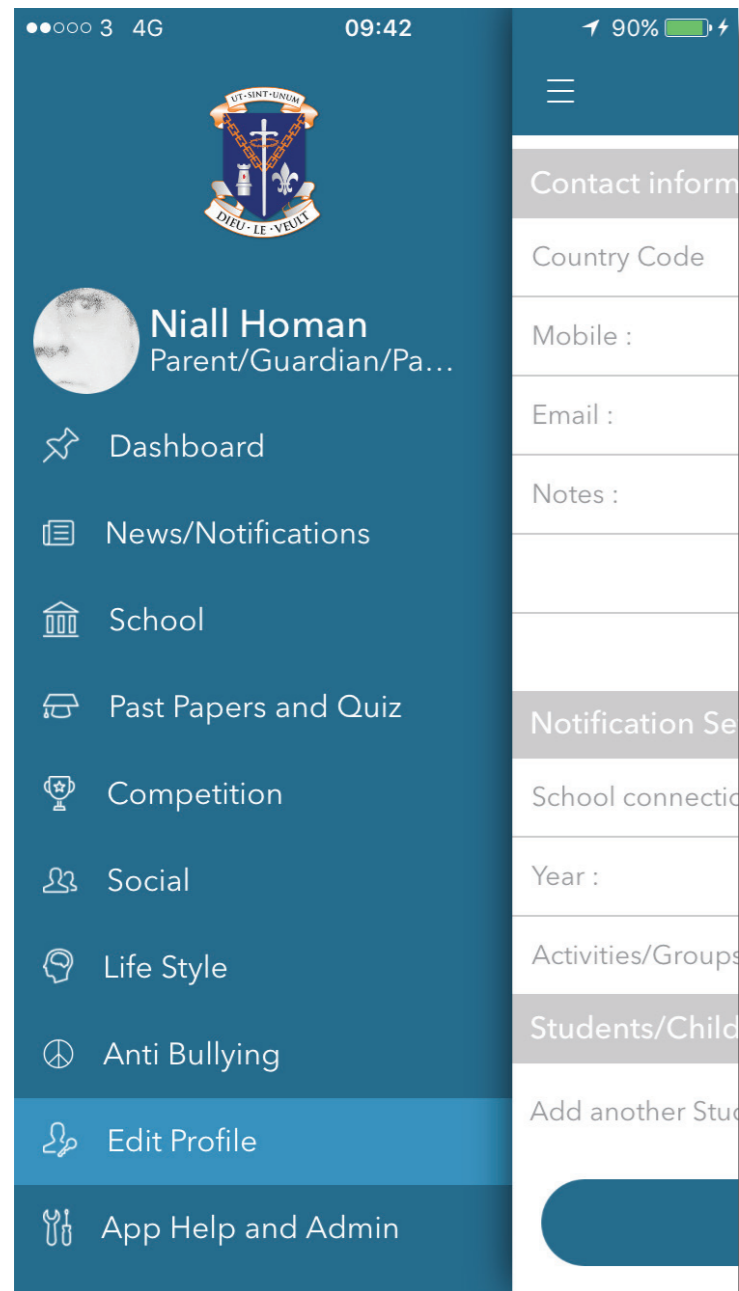 3 4G 09:42 90%
UT·SINT·UNUM
DIEU·LE·VEULT
Niall Homan
Parent/Guardian/Pa...
Dashboard
News/Notifications
School
Past Papers and Quiz
Competition
Social
Life Style
Anti Bullying
Edit Profile
App Help and Admin
Contact inform
Country Code
Mobile :
Email :
Notes :
Notification Se
School connectio
Year :
Activities/Groups
Students/Child
Add another Stud